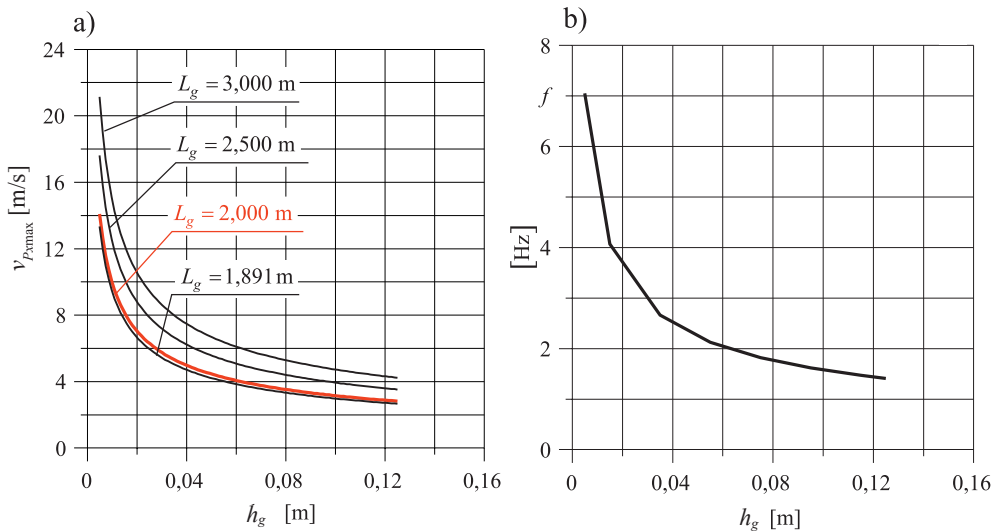 a)
24
20
16
12
8
4
0
v_Pxmax [m/s]
L_g = 3,000 m
L_g = 2,500 m
L_g = 2,000 m
L_g = 1,891 m
0 0,04 0,08 0,12 0,16
h_g [m]
b)
8
f
6
4
[Hz]
2
0
0 0,04 0,08 0,12 0,16
h_g [m]